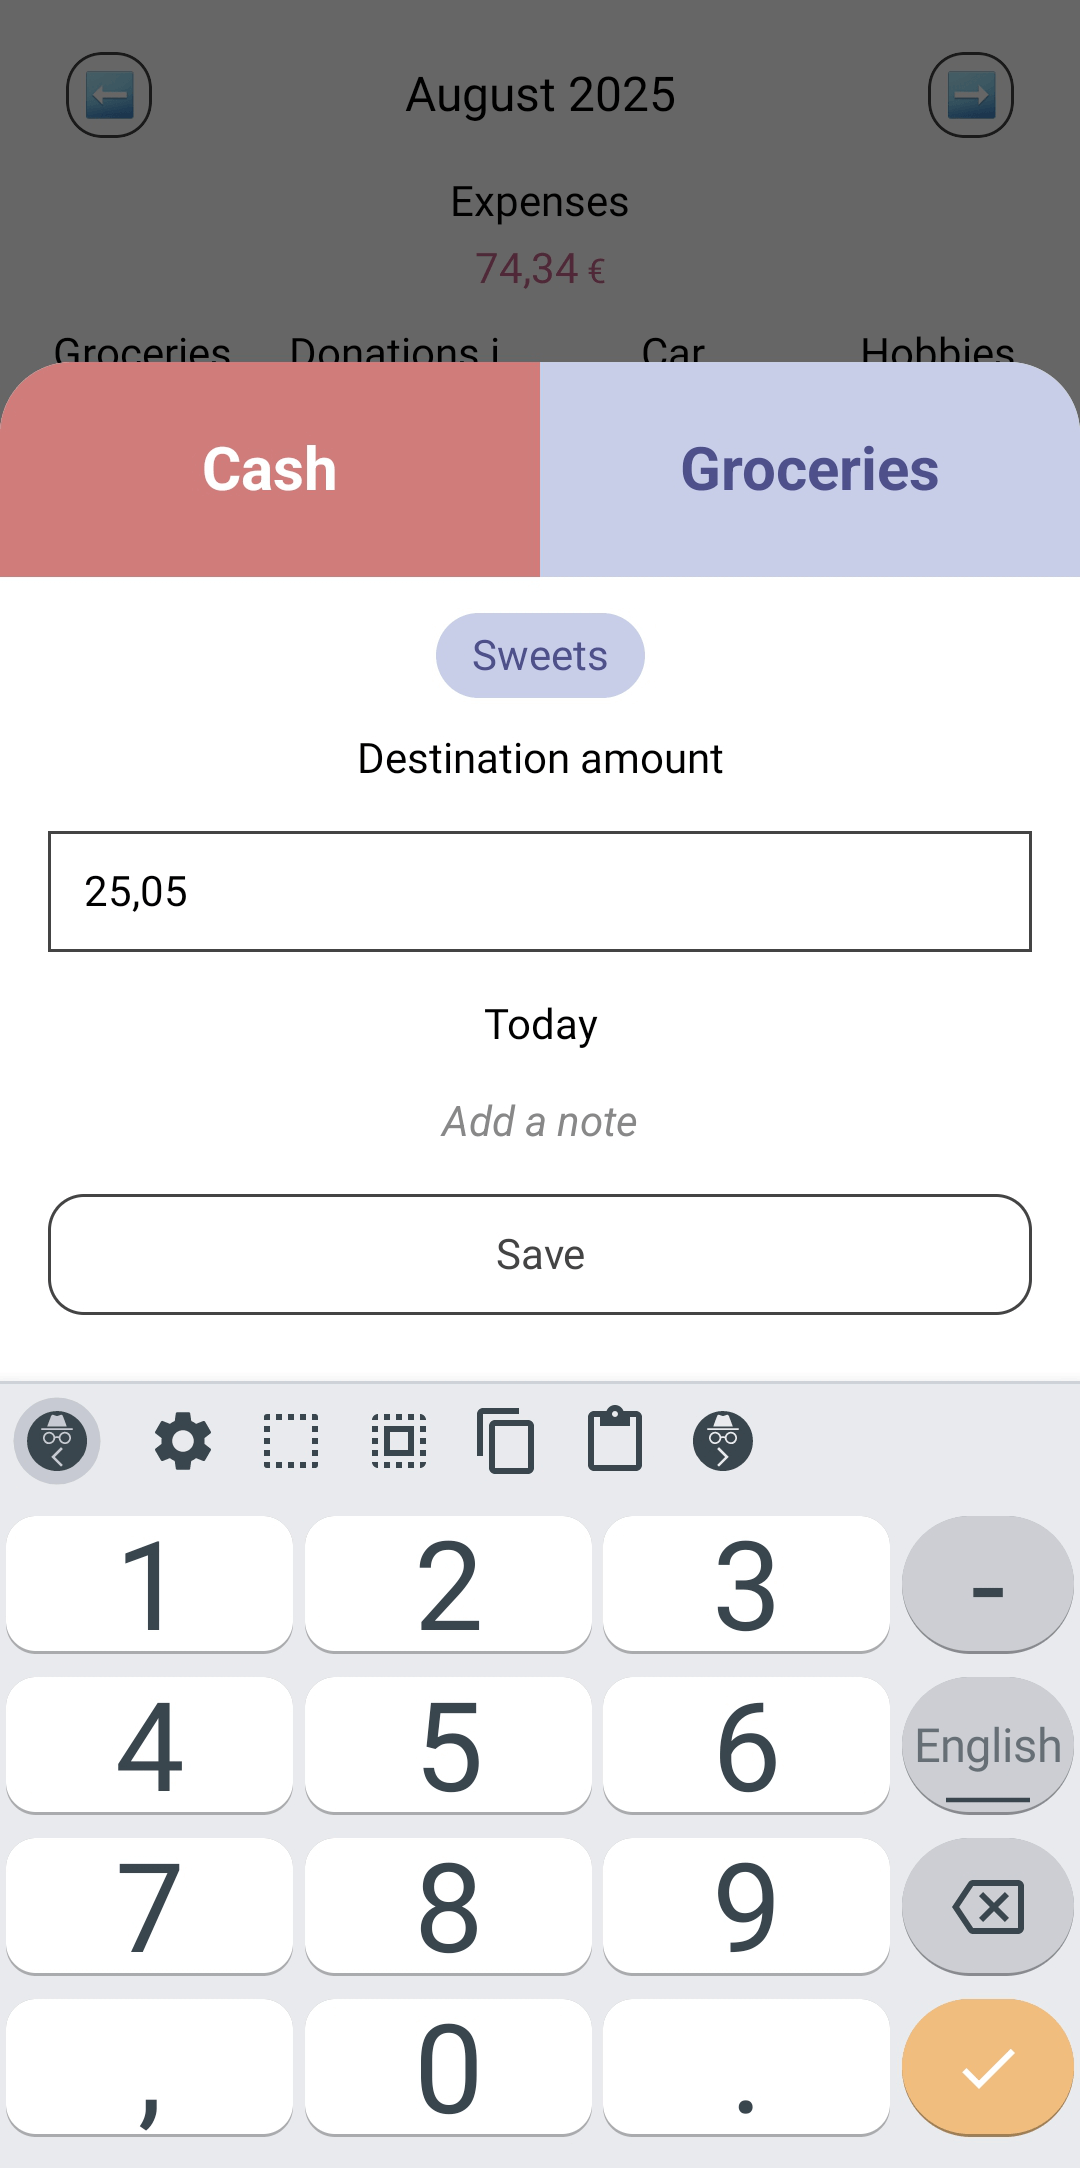 August 2025
Expenses
74,34 €
Groceries Donations i Car Hobbies
Cash Groceries
Sweets
Destination amount
25,05
Today
Add a note
Save
1 2 3 -
4 5 6 English
7 8 9
, 0 .